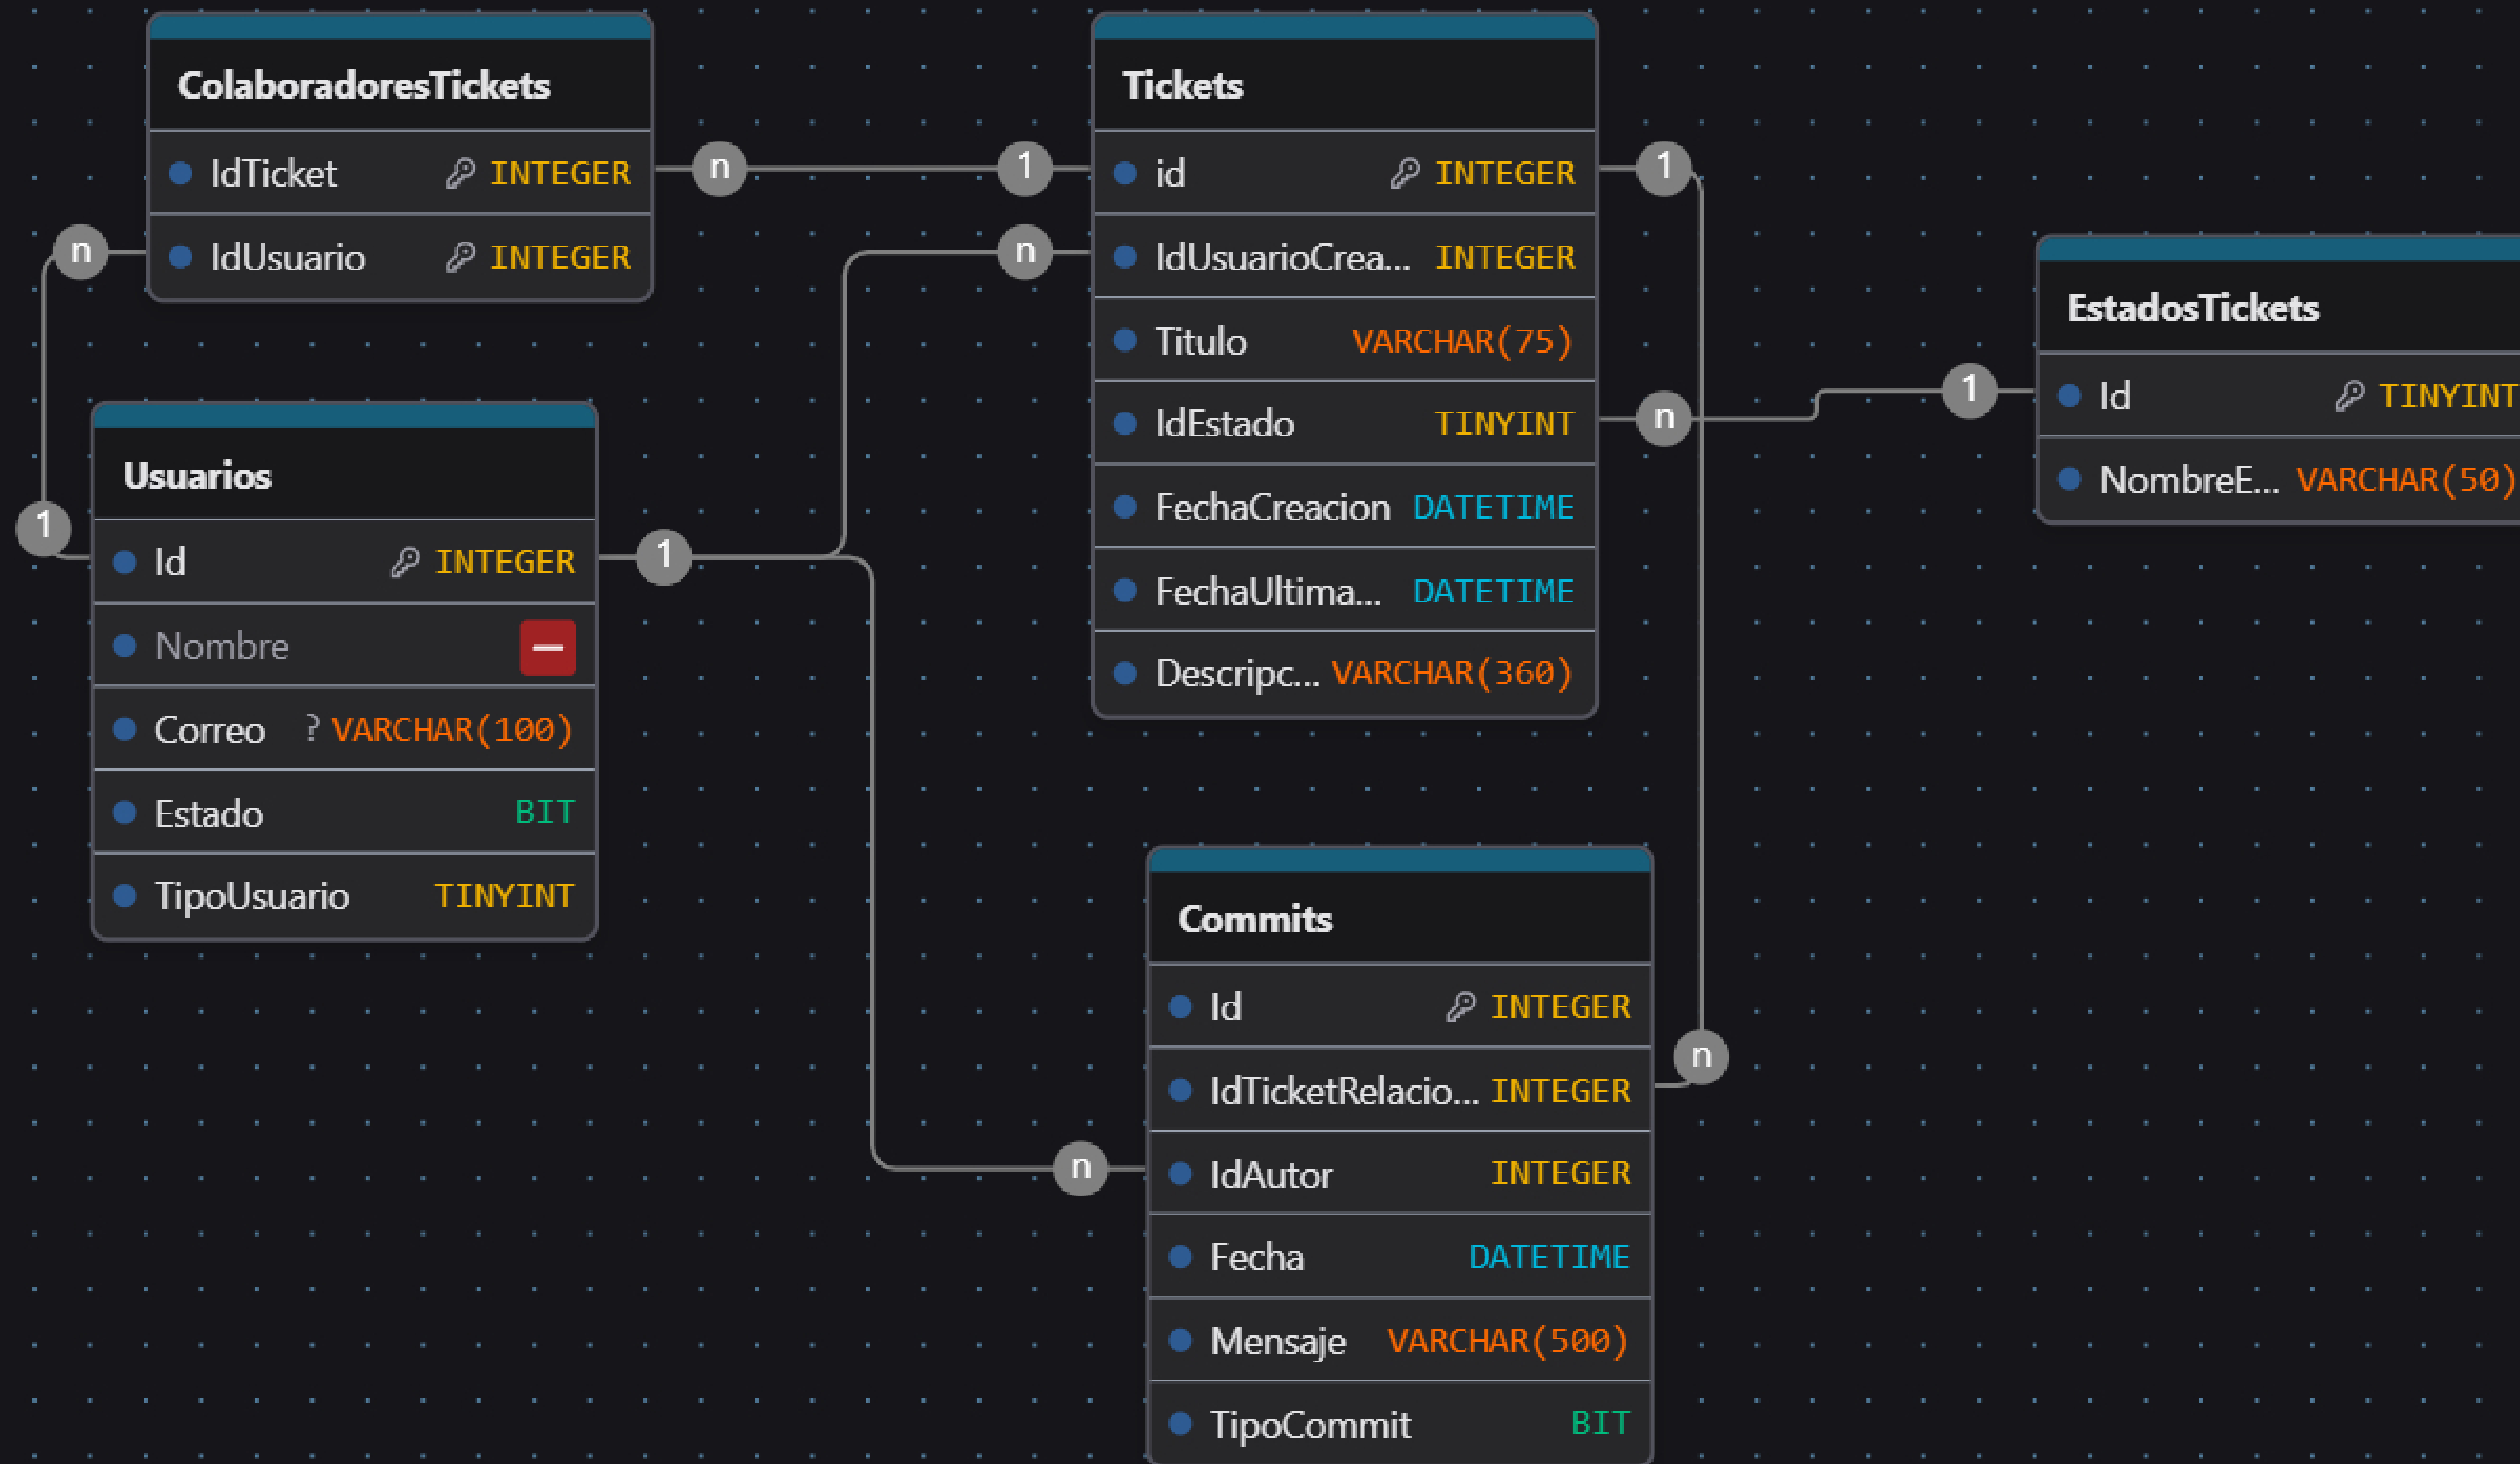 ColaboradoresTickets
IdTicket INTEGER
IdUsuario INTEGER
n
1
n
1
n
1
Tickets
id INTEGER
IdUsuarioCrea... INTEGER
Titulo VARCHAR(75)
IdEstado TINYINT
FechaCreacion DATETIME
FechaUltima... DATETIME
Descripc... VARCHAR(360)
1
n
1
EstadosTickets
Id TINYINT
NombreE... VARCHAR(50)
Usuarios
Id INTEGER
Nombre
Correo ? VARCHAR(100)
Estado BIT
TipoUsuario TINYINT
Commits
Id INTEGER
IdTicketRelacio... INTEGER
IdAutor INTEGER
Fecha DATETIME
Mensaje VARCHAR(500)
TipoCommit BIT
n
n